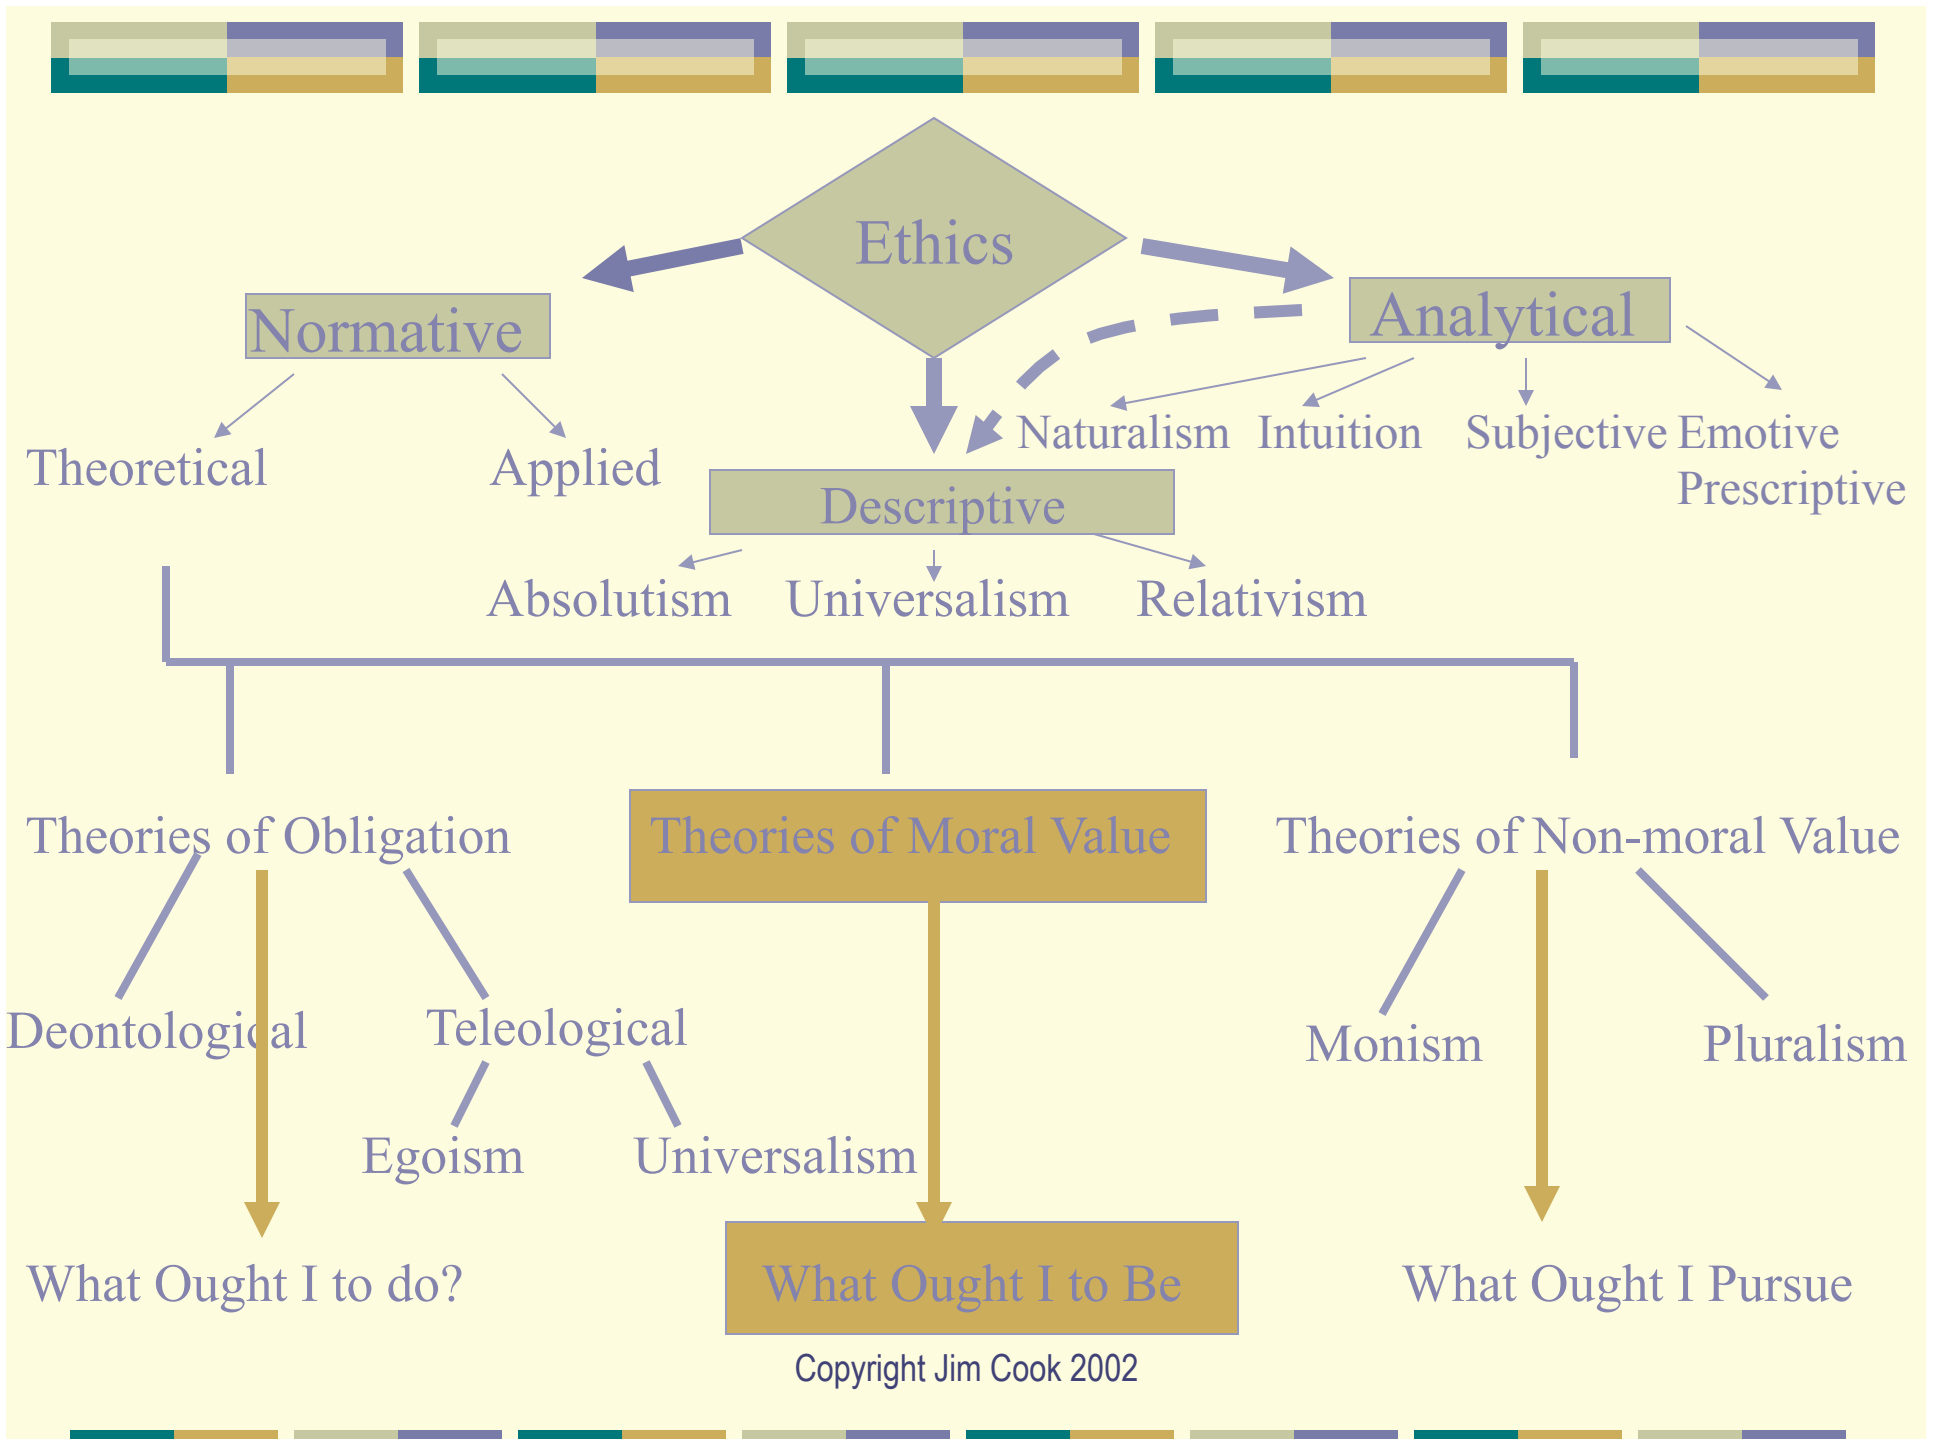 Ethics
Normative
Analytical
Naturalism
Intuition
Subjective
Emotive
Prescriptive
Theoretical
Applied
Descriptive
Absolutism
Universalism
Relativism
Theories of Obligation
Theories of Moral Value
Theories of Non-moral Value
Deontological
Teleological
Monism
Pluralism
Egoism
Universalism
What Ought I to do?
What Ought I to Be
What Ought I Pursue
Copyright Jim Cook 2002